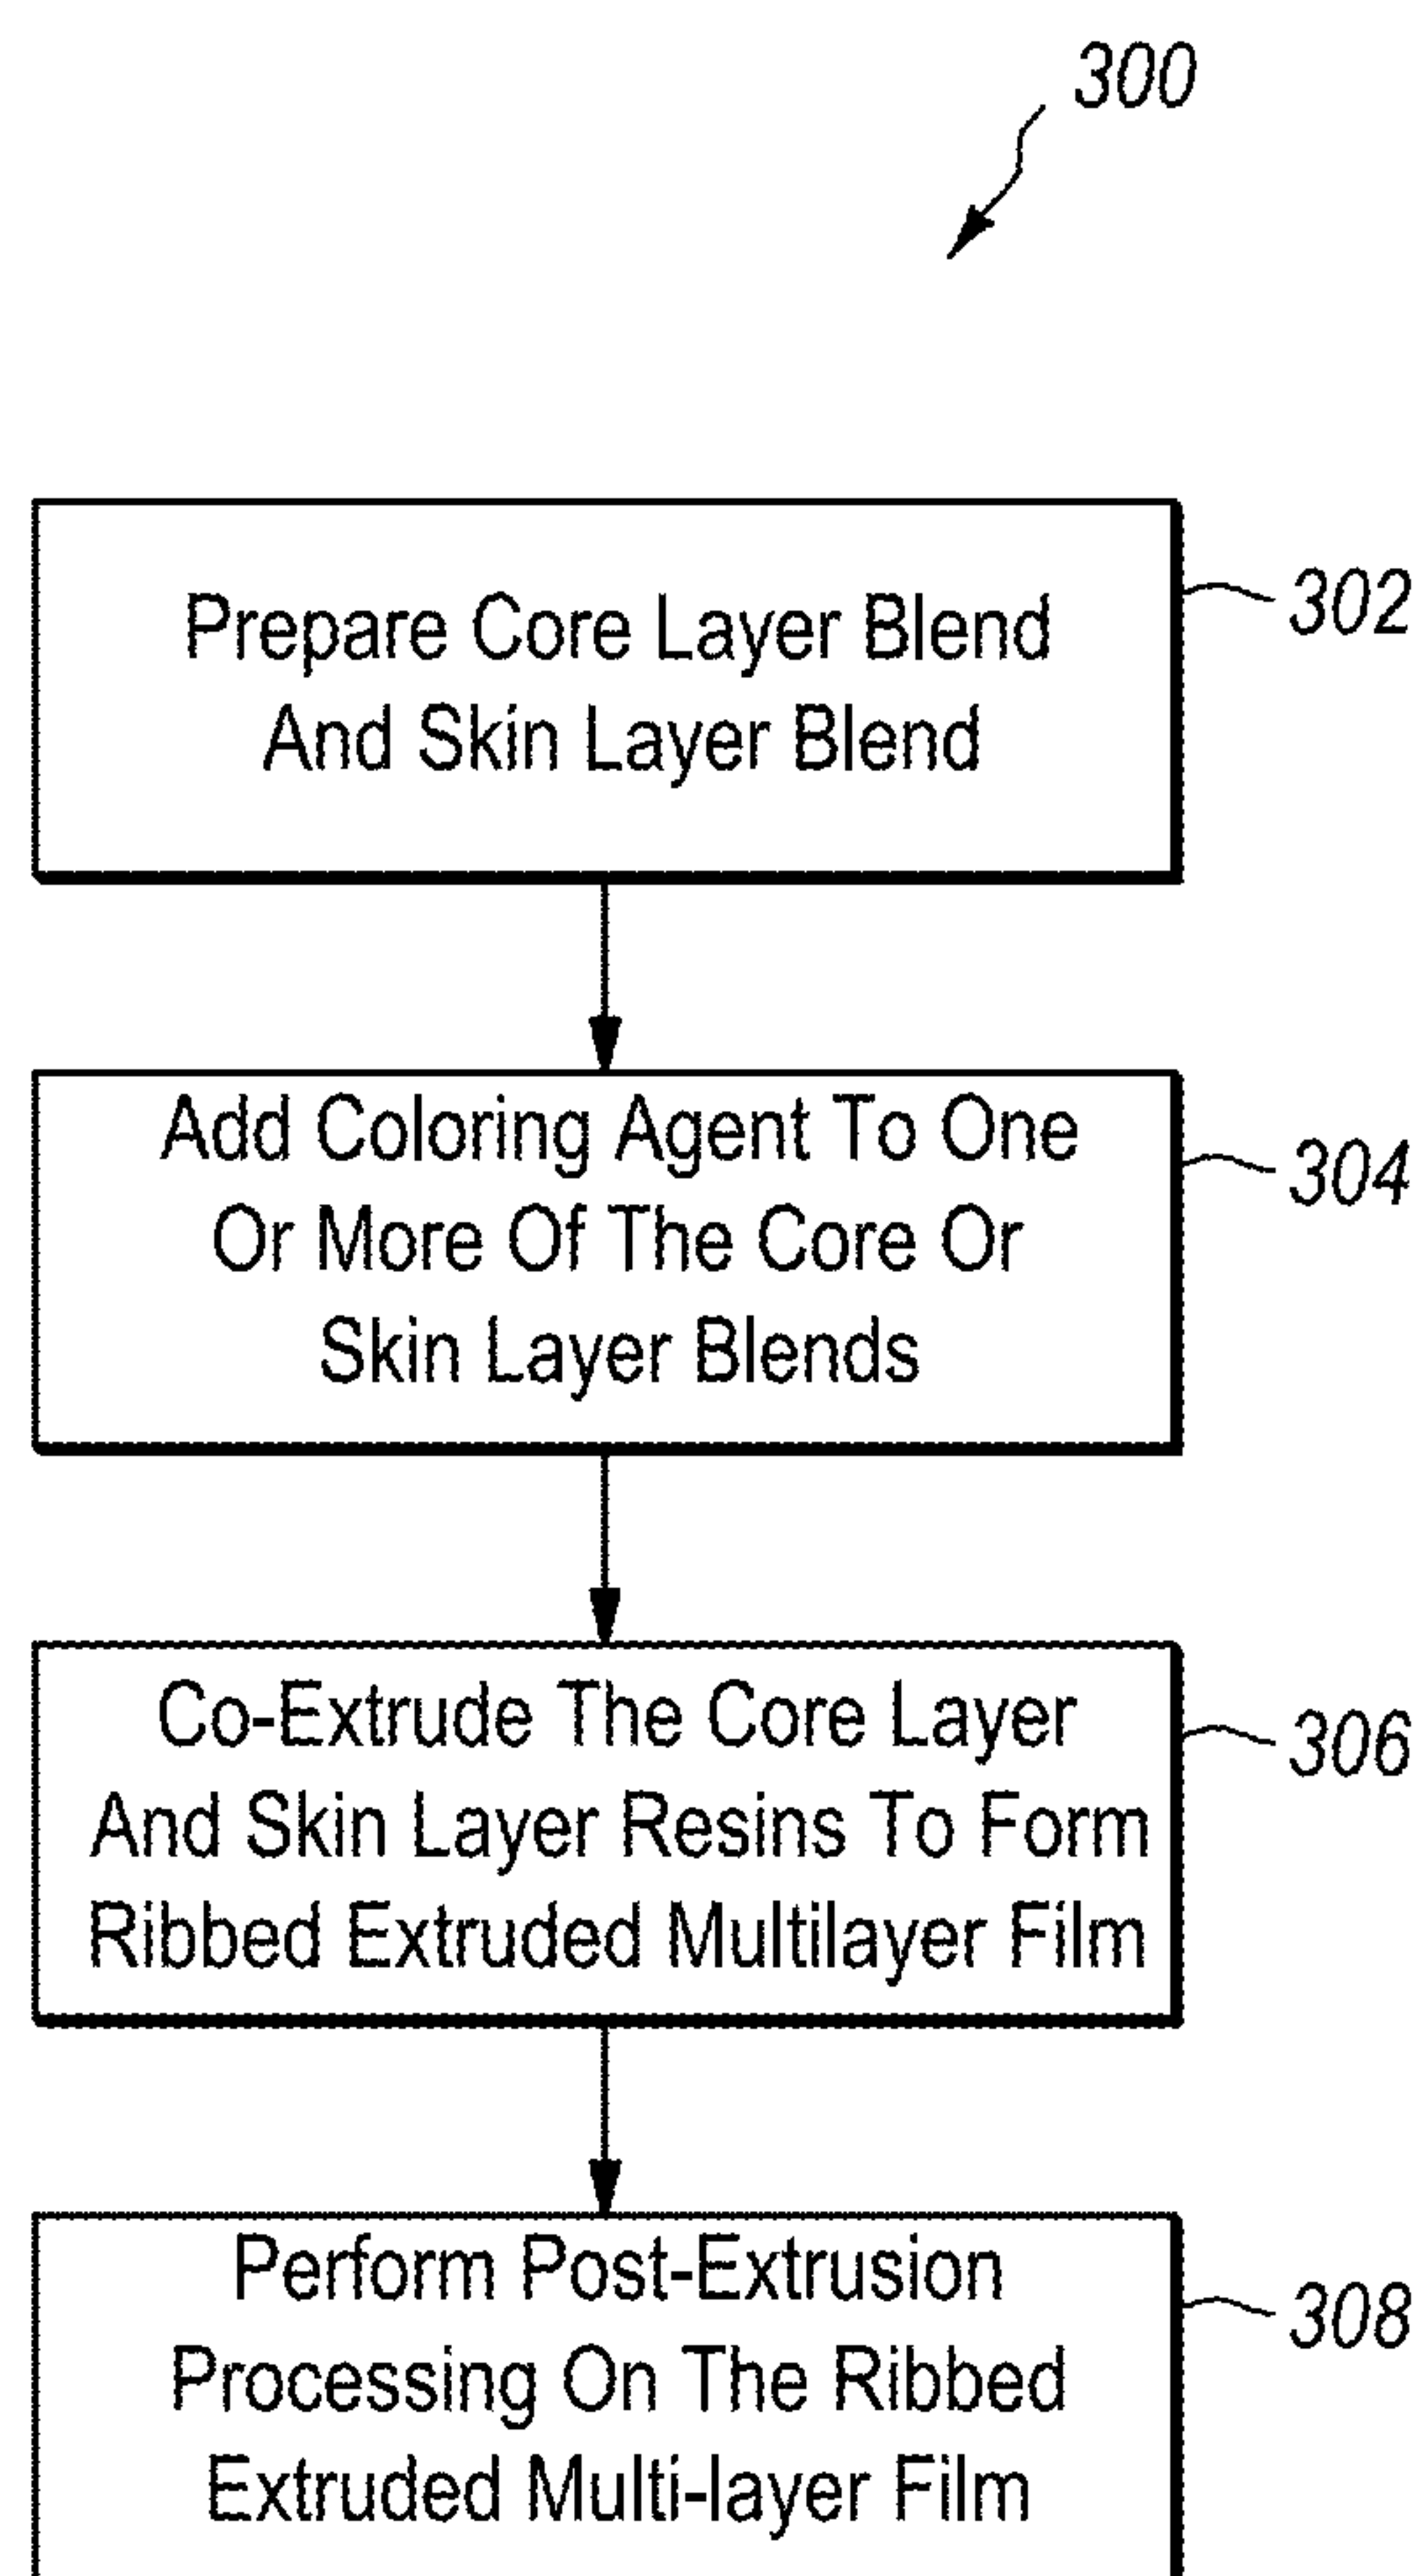 300
Prepare Core Layer Blend
And Skin Layer Blend
302
Add Coloring Agent To One
Or More Of The Core Or
Skin Layer Blends
304
Co-Extrude The Core Layer
And Skin Layer Resins To Form
Ribbed Extruded Multilayer Film
306
Perform Post-Extrusion
Processing On The Ribbed
Extruded Multi-layer Film
308